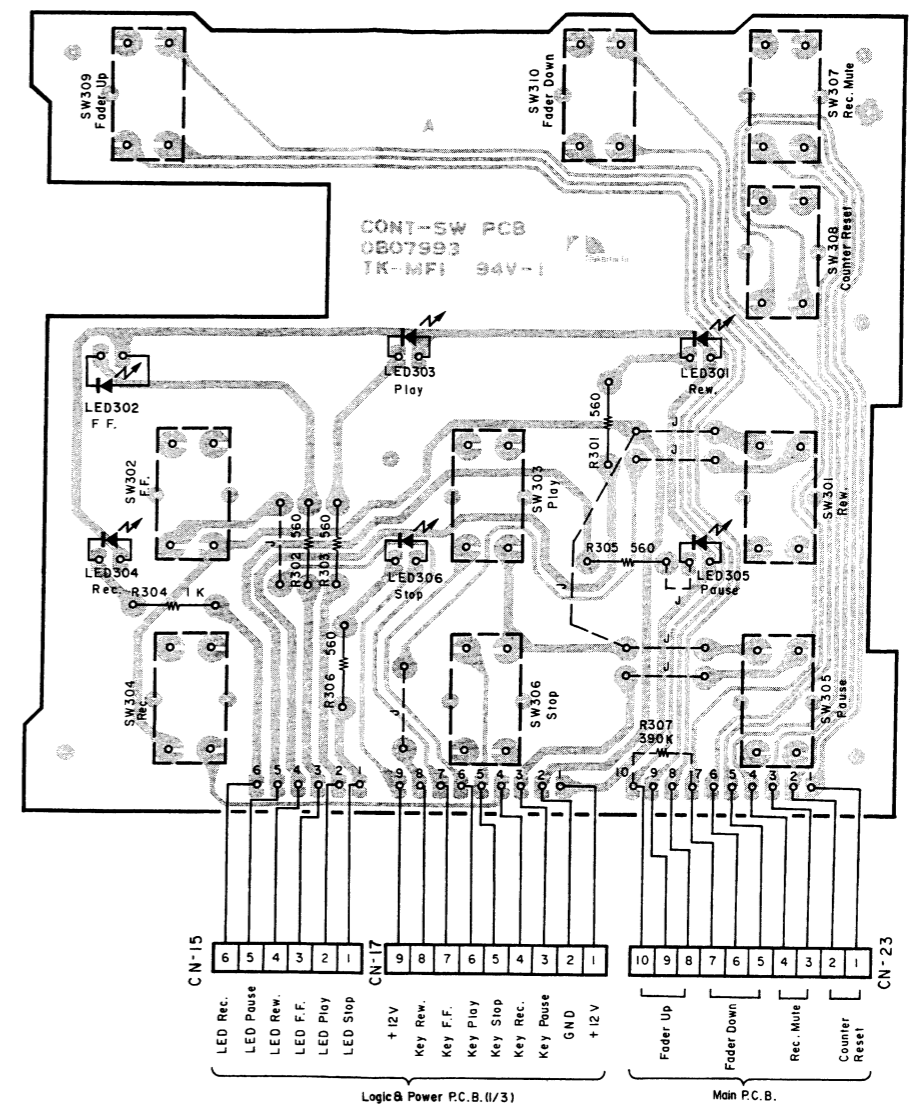 SW309
Fader Up
SW310
Fader Down
SW307
Rec. Mute
A
CONT-SW PCB
0B07993
TK-MFI 94V-1
SW308
Counter Reset
LED302
F F.
LED303
Play
LED301
Rew.
R301
560
J
J
SW302
F.F.
SW303
Play
SW301
Rew.
LED304
Rec.
J
R302 560
R303 560
LED306
Stop
R305 560
LED305
Pause
J
J
R304 1 K
SW304
Rec.
R306 560
J
SW306
Stop
J
J
SW305
Pause
R307
390K
6 5 4 3 2 1
9 8 7 6 5 4 3 2 1
10 9 8 7 6 5 4 3 2 1
CN-15
6 5 4 3 2 1
CN-17
9 8 7 6 5 4 3 2 1
10 9 8 7 6 5 4 3 2 1
CN-23
LED Rec.
LED Pause
LED Rew.
LED F.F.
LED Play
LED Stop
+12V
Key Rew.
Key F.F.
Key Play
Key Stop
Key Rec.
Key Pause
GND
+12V
Fader Up
Fader Down
Rec. Mute
Counter
Reset
Logic & Power P.C.B.(1/3)
Main P.C.B.